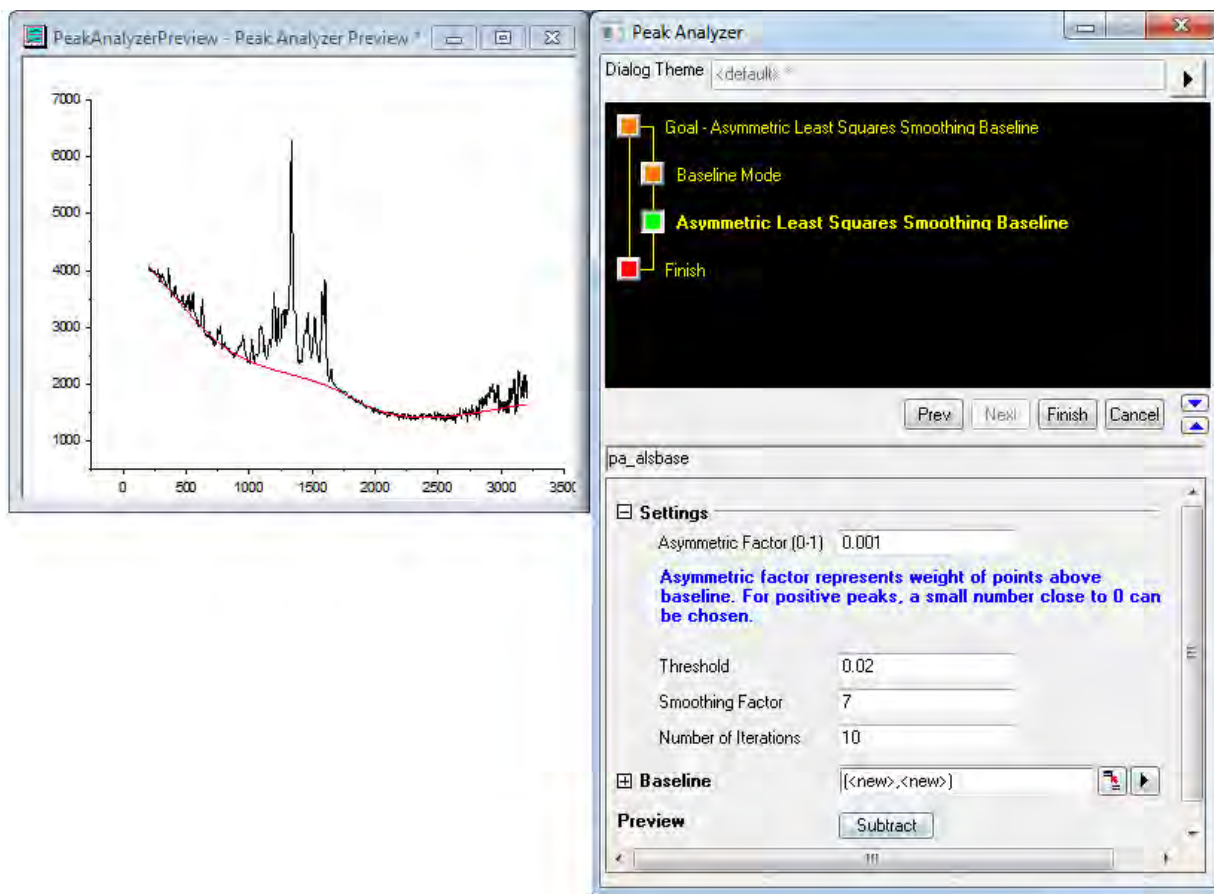 PeakAnalyzerPreview - Peak Analyzer Preview *
7000
6000
5000
4000
3000
2000
1000
0 500 1000 1500 2000 2500 3000 3500
Peak Analyzer
Dialog Theme <default> *
Goal - Asymmetric Least Squares Smoothing Baseline
Baseline Mode
Asymmetric Least Squares Smoothing Baseline
Finish
Prev Next Finish Cancel
pa_alsbase
Settings
Asymmetric Factor (0-1) 0.001
Asymmetric factor represents weight of points above
baseline. For positive peaks, a small number close to 0 can
be chosen.
Threshold 0.02
Smoothing Factor 7
Number of Iterations 10
Baseline (<new>,<new>)
Preview Subtract